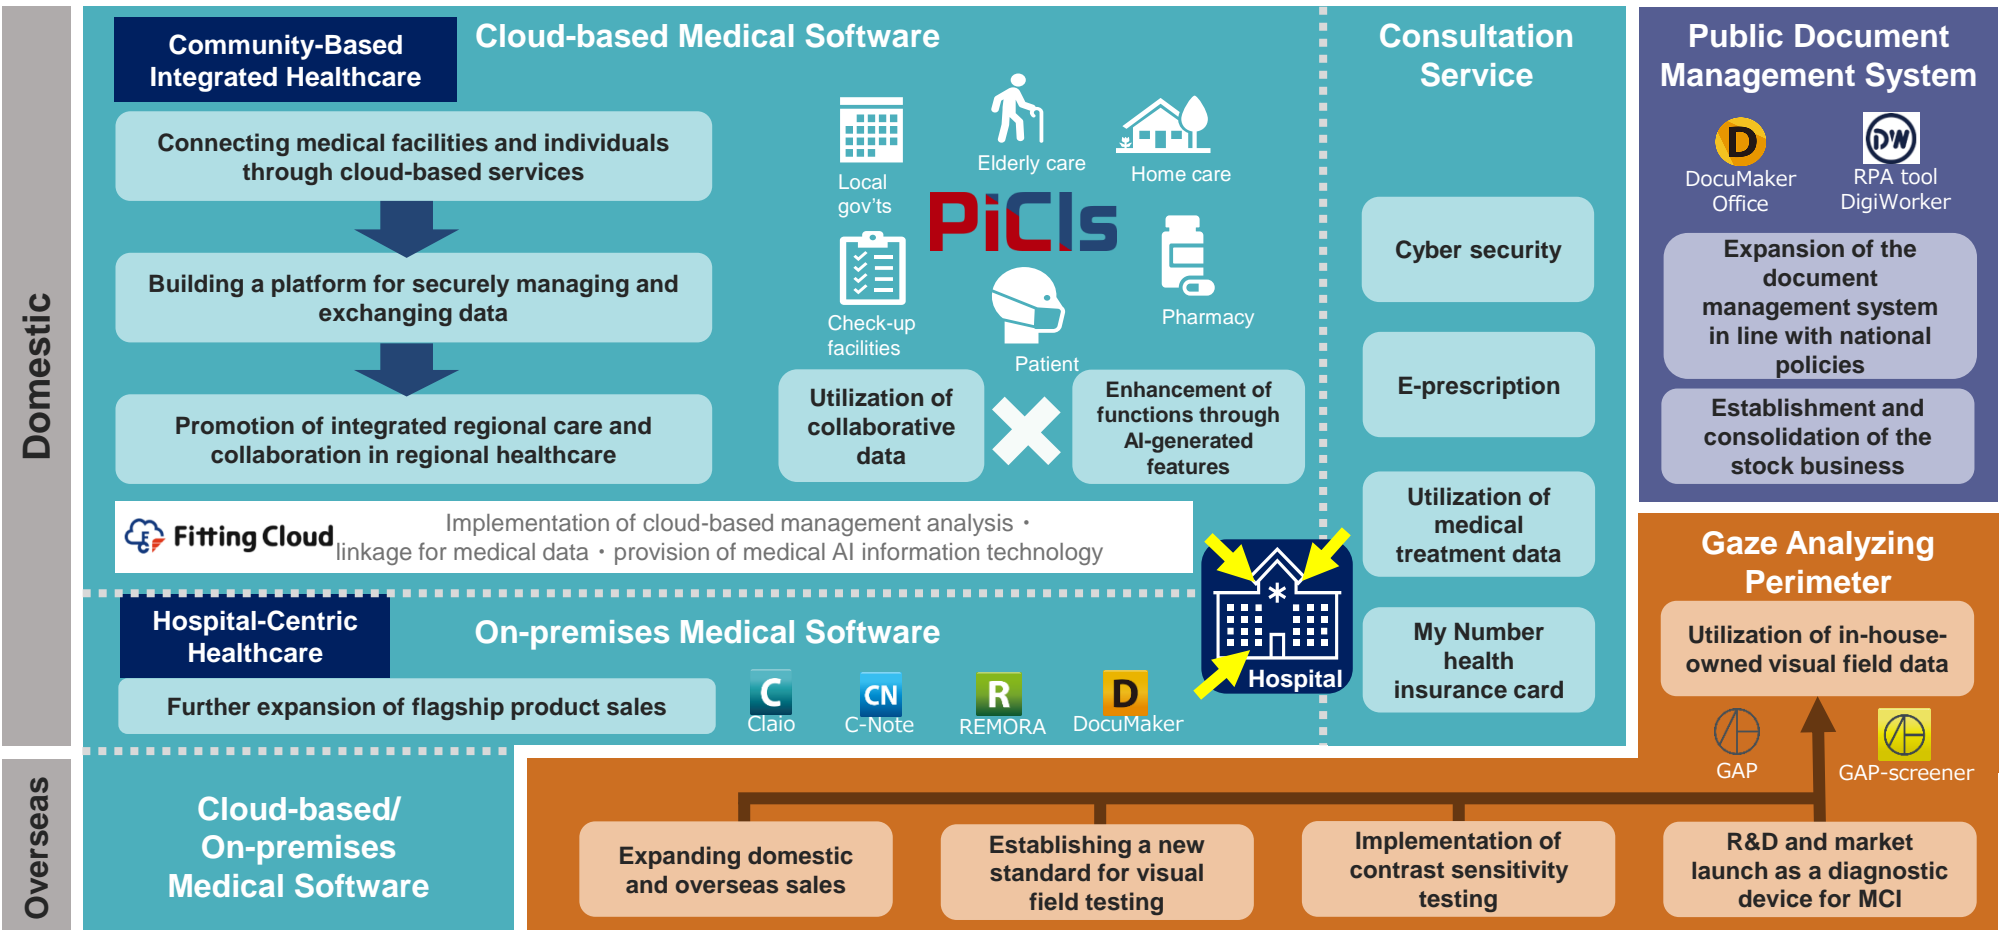 Domestic
Community-Based
Integrated Healthcare
Cloud-based Medical Software
Connecting medical facilities and individuals
through cloud-based services
Building a platform for securely managing and
exchanging data
Promotion of integrated regional care and
collaboration in regional healthcare
Local
gov'ts
Elderly care
Home care
PiCls
Check-up
facilities
Patient
Pharmacy
Utilization of
collaborative
data
Enhancement of
functions through
AI-generated
features
Fitting Cloud
Implementation of cloud-based management analysis・
linkage for medical data・provision of medical AI information technology
Hospital-Centric
Healthcare
On-premises Medical Software
Further expansion of flagship product sales
C
Claio
CN
C-Note
R
REMORA
D
DocuMaker
Hospital
Consultation
Service
Cyber security
E-prescription
Utilization of
medical
treatment data
My Number
health
insurance card
Public Document
Management System
D
DocuMaker
Office
RPA tool
DigiWorker
Expansion of the
document
management system
in line with national
policies
Establishment and
consolidation of the
stock business
Gaze Analyzing
Perimeter
Utilization of in-house-
owned visual field data
GAP
GAP-screener
Overseas
Cloud-based/
On-premises
Medical Software
Expanding domestic
and overseas sales
Establishing a new
standard for visual
field testing
Implementation of
contrast sensitivity
testing
R&D and market
launch as a diagnostic
device for MCI